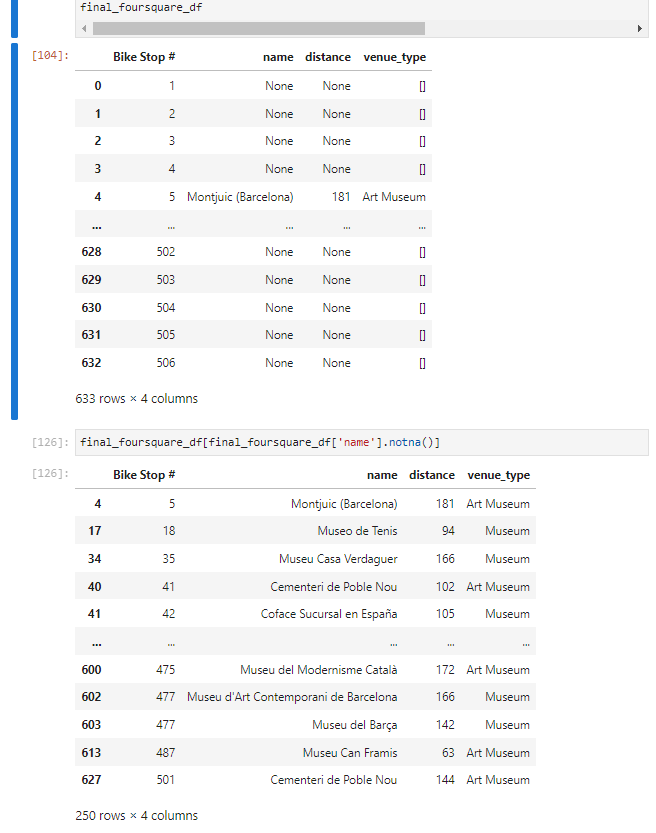 final_foursquare_df
[104]:
Bike Stop # name distance venue_type
0 1 None None []
1 2 None None []
2 3 None None []
3 4 None None []
4 5 Montjuic (Barcelona) 181 Art Museum
... ... ... ... ...
628 502 None None []
629 503 None None []
630 504 None None []
631 505 None None []
632 506 None None []
633 rows × 4 columns
[126]: final_foursquare_df[final_foursquare_df['name'].notna()]
[126]:
Bike Stop # name distance venue_type
4 5 Montjuic (Barcelona) 181 Art Museum
17 18 Museo de Tenis 94 Museum
34 35 Museu Casa Verdaguer 166 Museum
40 41 Cementeri de Poble Nou 102 Art Museum
41 42 Coface Sucursal en España 105 Museum
... ... ... ... ...
600 475 Museu del Modernisme Català 172 Art Museum
602 477 Museu d'Art Contemporani de Barcelona 166 Museum
603 477 Museu del Barça 142 Museum
613 487 Museu Can Framis 63 Art Museum
627 501 Cementeri de Poble Nou 144 Art Museum
250 rows × 4 columns